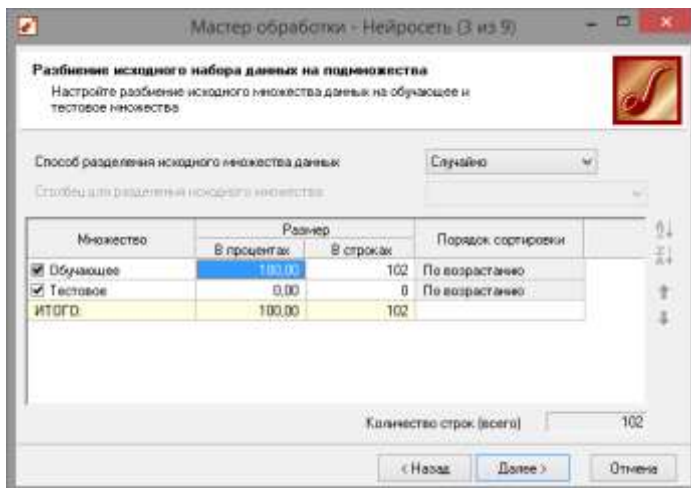 Мастер обработки - Нейросеть (3 из 9)
Разбиение исходного набора данных на подмножества
Настройте разбиение исходного множества данных на обучающее и
тестовое множества
Способ разделения исходного множества данных Случайно
Столбец для разделения исходного множества
Множество Размер Порядок сортировки
В процентах В строках
Обучающее 100,00 102 По возрастанию
Тестовое 0,00 0 По возрастанию
ИТОГО: 100,00 102
Количество строк (всего) 102
< Назад Далее > Отмена